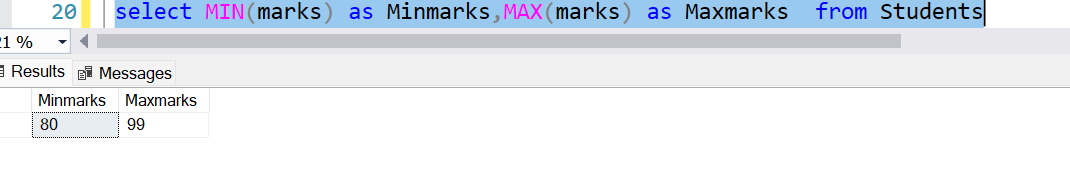 20 select MIN(marks) as Minmarks,MAX(marks) as Maxmarks  from Students
21 %
Results Messages
Minmarks Maxmarks
80 99